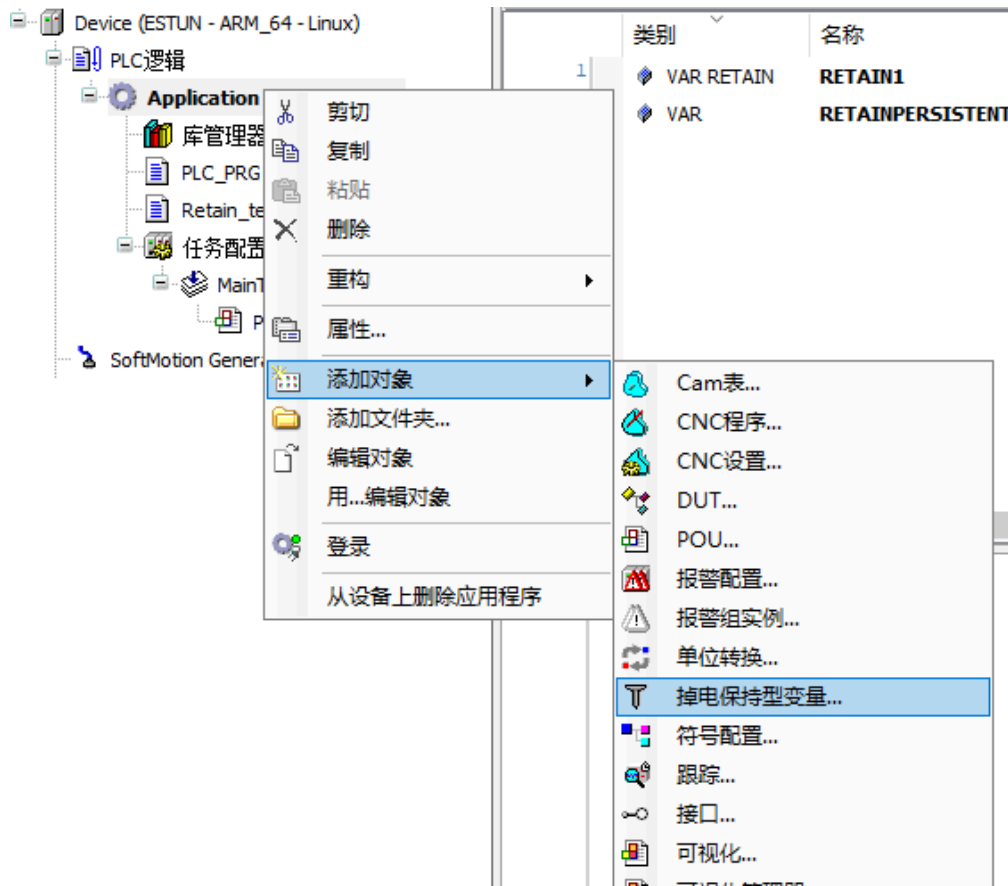 Device (ESTUN - ARM_64 - Linux)
PLC逻辑
Application
库管理器
PLC_PRG
Retain_te
任务配置
MainT
P
SoftMotion Genera
类别 名称
1
VAR RETAIN RETAIN1
VAR RETAINPERSISTENT
剪切
复制
粘贴
删除
重构
属性...
添加对象
添加文件夹...
编辑对象
用...编辑对象
登录
从设备上删除应用程序
Cam表...
CNC程序...
CNC设置...
DUT...
POU...
报警配置...
报警组实例...
单位转换...
掉电保持型变量...
符号配置...
跟踪...
接口...
可视化...